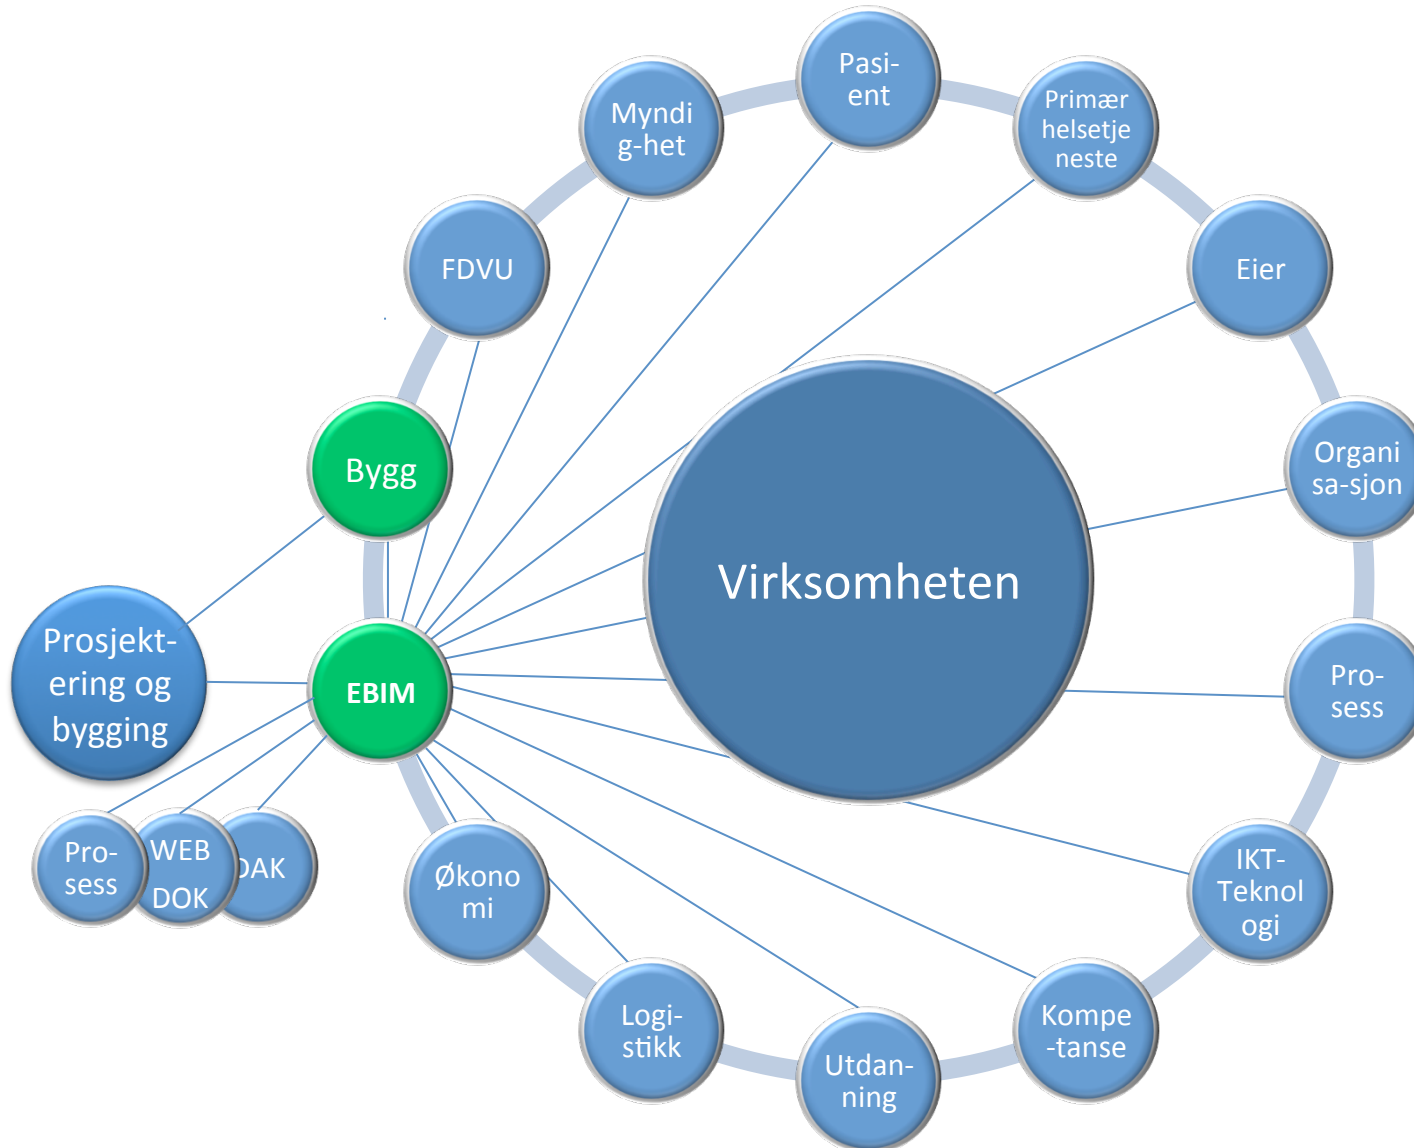 Pasi-
ent
Myndi
g-het
Primær
helsetje
neste
FDVU
Eier
Bygg
Organi
sa-sjon
Virksomheten
Prosjekt-
ering og
bygging
EBIM
Pro-
sess
Pro-
sess
WEB
DOK
DAK
Økono
mi
IKT-
Teknol
ogi
Logi-
stikk
Kompe
-tanse
Utdan-
ning